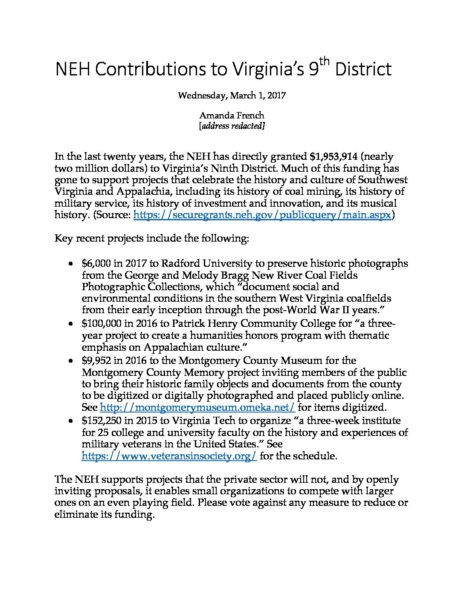 NEH Contributions to Virginia's 9th District
Wednesday, March 1, 2017
Amanda French
[address redacted]
In the last twenty years, the NEH has directly granted $1,953,914 (nearly
two million dollars) to Virginia's Ninth District. Much of this funding has
gone to support projects that celebrate the history and culture of Southwest
Virginia and Appalachia, including its history of coal mining, its history of
military service, its history of investment and innovation, and its musical
history. (Source: https://securegrants.neh.gov/publicquery/main.aspx)
Key recent projects include the following:
• $6,000 in 2017 to Radford University to preserve historic photographs
from the George and Melody Bragg New River Coal Fields
Photographic Collections, which "document social and
environmental conditions in the southern West Virginia coalfields
from their early inception through the post-World War II years."
• $100,000 in 2016 to Patrick Henry Community College for "a three-
year project to create a humanities honors program with thematic
emphasis on Appalachian culture."
• $9,952 in 2016 to the Montgomery County Museum for the
Montgomery County Memory project inviting members of the public
to bring their historic family objects and documents from the county
to be digitized or digitally photographed and placed publicly online.
See http://montgomerymuseum.omeka.net/ for items digitized.
• $152,250 in 2015 to Virginia Tech to organize "a three-week institute
for 25 college and university faculty on the history and experiences of
military veterans in the United States." See
https://www.veteransinsociety.org/ for the schedule.
The NEH supports projects that the private sector will not, and by openly
inviting proposals, it enables small organizations to compete with larger
ones on an even playing field. Please vote against any measure to reduce or
eliminate its funding.